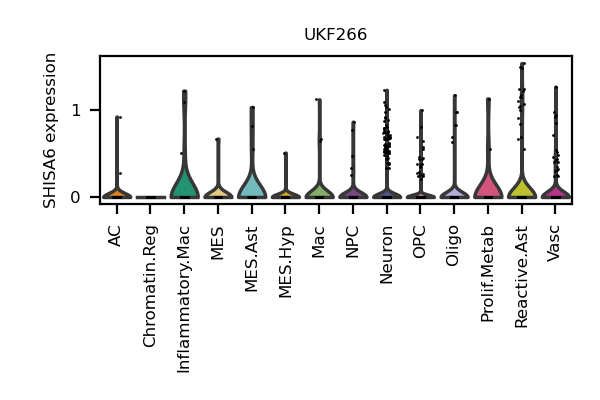 UKF266
SHISA6 expression
1
0
AC
Chromatin.Reg
Inflammatory.Mac
MES
MES.Ast
MES.Hyp
Mac
NPC
Neuron
OPC
Oligo
Prolif.Metab
Reactive.Ast
Vasc